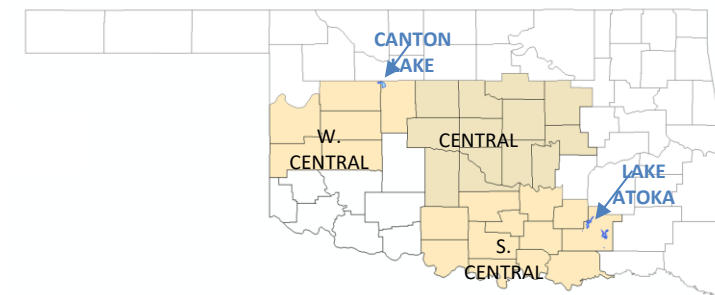 CANTON
LAKE
W.
CENTRAL
CENTRAL
LAKE
ATOKA
S.
CENTRAL